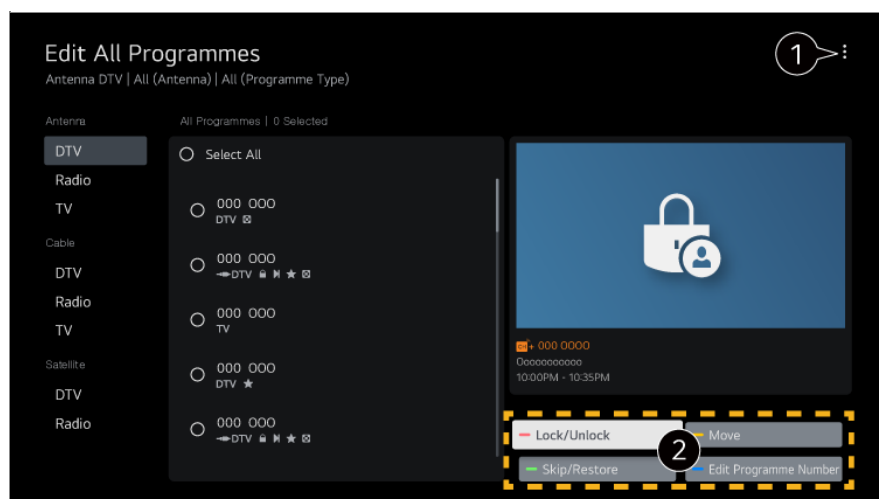 Edit All Programmes
Antenna DTV | All (Antenna) | All (Programme Type)
1
Antenna
DTV
Radio
TV
Cable
DTV
Radio
TV
Satellite
DTV
Radio
All Programmes | 0 Selected
Select All
000 000
DTV
000 000
DTV
000 000
TV
000 000
DTV
000 000
DTV
+ 000 0000
Ooooooooooo
10:00PM - 10:35PM
Lock/Unlock
Move
2
Skip/Restore
Edit Programme Number